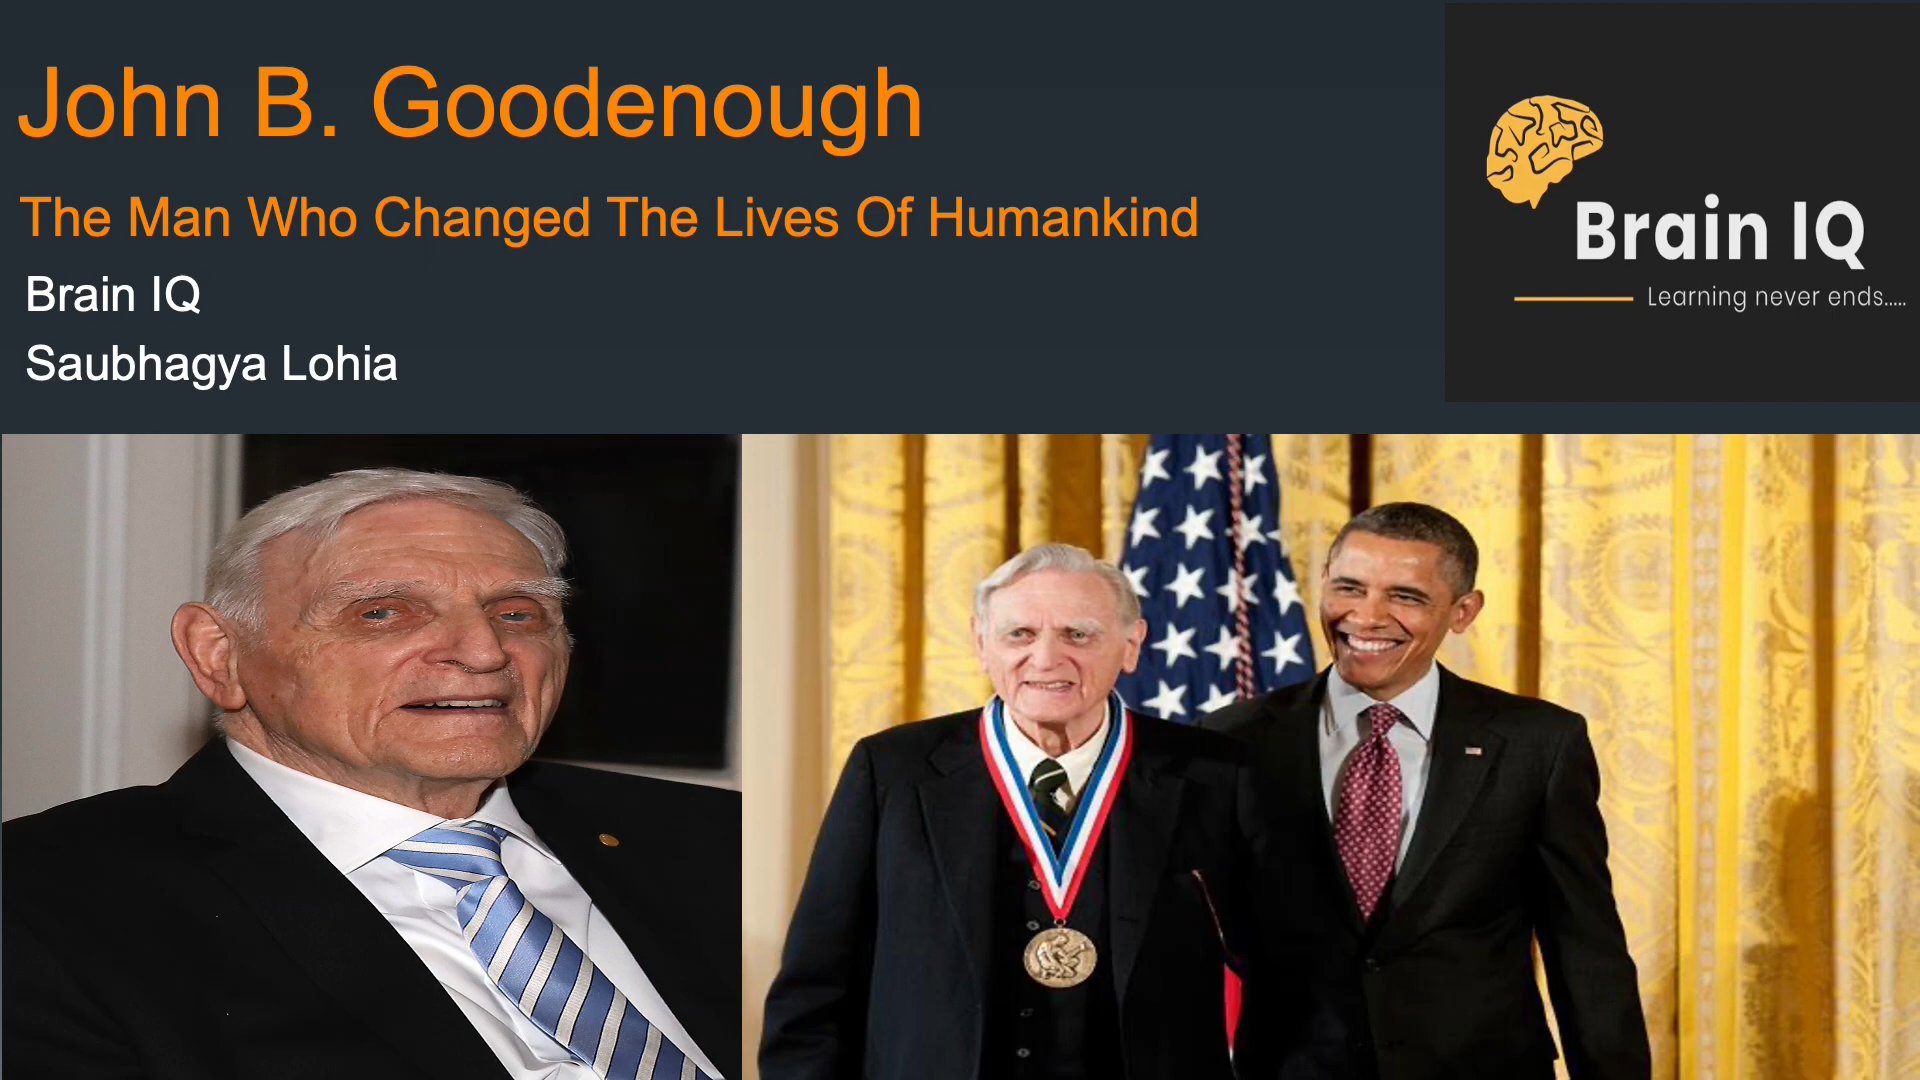 John B. Goodenough
The Man Who Changed The Lives Of Humankind
Brain IQ
Saubhagya Lohia
Brain IQ
Learning never ends.....